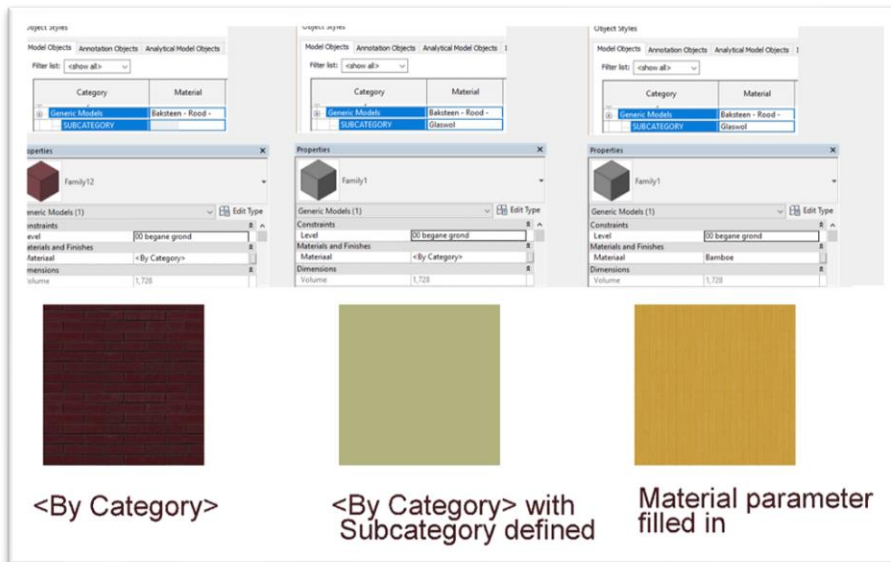 Object Styles
Model Objects Annotation Objects Analytical Model Objects
Filter list: <show all>
Category Material
Generic Models Baksteen - Rood -
SUBCATEGORY
Properties
Family12
Generic Models (1) Edit Type
Constraints
Level 00 begane grond
Materials and Finishes
Materiaal <By Category>
Dimensions
Volume 1,728
<By Category>
Object Styles
Model Objects Annotation Objects Analytical Model Objects
Filter list: <show all>
Category Material
Generic Models Baksteen - Rood -
SUBCATEGORY Glaswol
Properties
Family1
Generic Models (1) Edit Type
Constraints
Level 00 begane grond
Materials and Finishes
Materiaal <By Category>
Dimensions
Volume 1,728
<By Category> with
Subcategory defined
Object Styles
Model Objects Annotation Objects Analytical Model Objects
Filter list: <show all>
Category Material
Generic Models Baksteen - Rood -
SUBCATEGORY Glaswol
Properties
Family1
Generic Models (1) Edit Type
Constraints
Level 00 begane grond
Materials and Finishes
Materiaal Bamboe
Dimensions
Volume 1,728
Material parameter
filled in